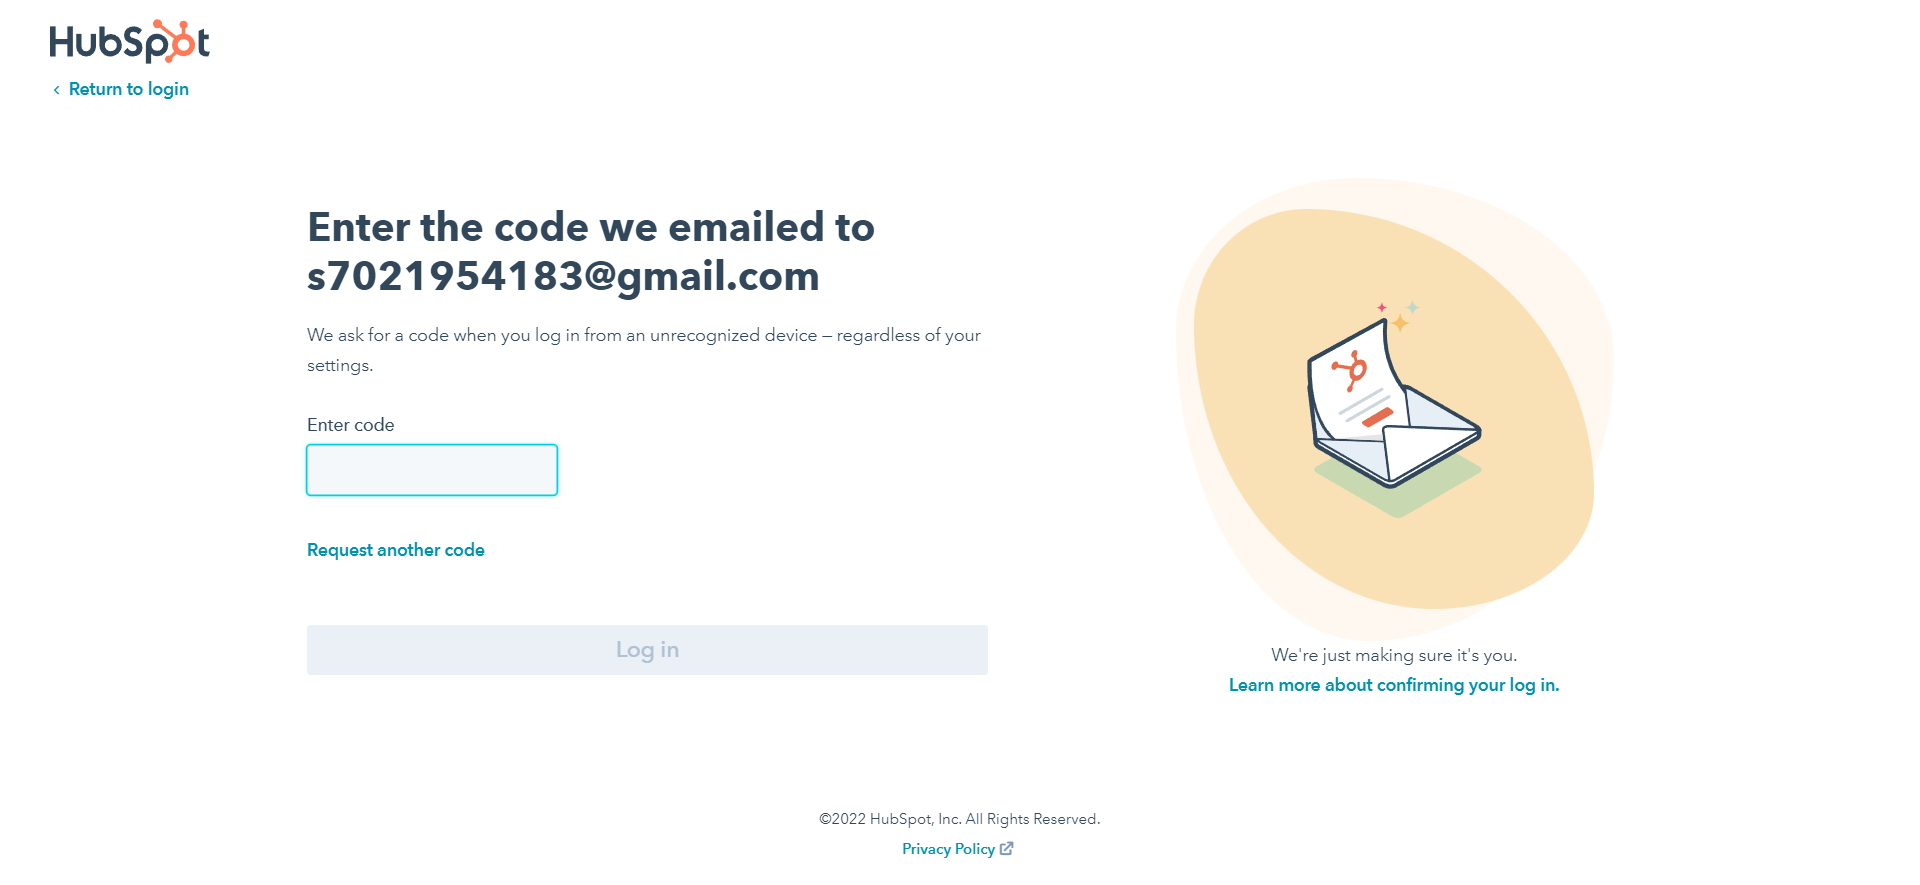 HubSpot
Return to login
Enter the code we emailed to
s7021954183@gmail.com
We ask for a code when you log in from an unrecognized device – regardless of your
settings.
Enter code
Request another code
Log in
We're just making sure it's you.
Learn more about confirming your log in.
©2022 HubSpot, Inc. All Rights Reserved.
Privacy Policy